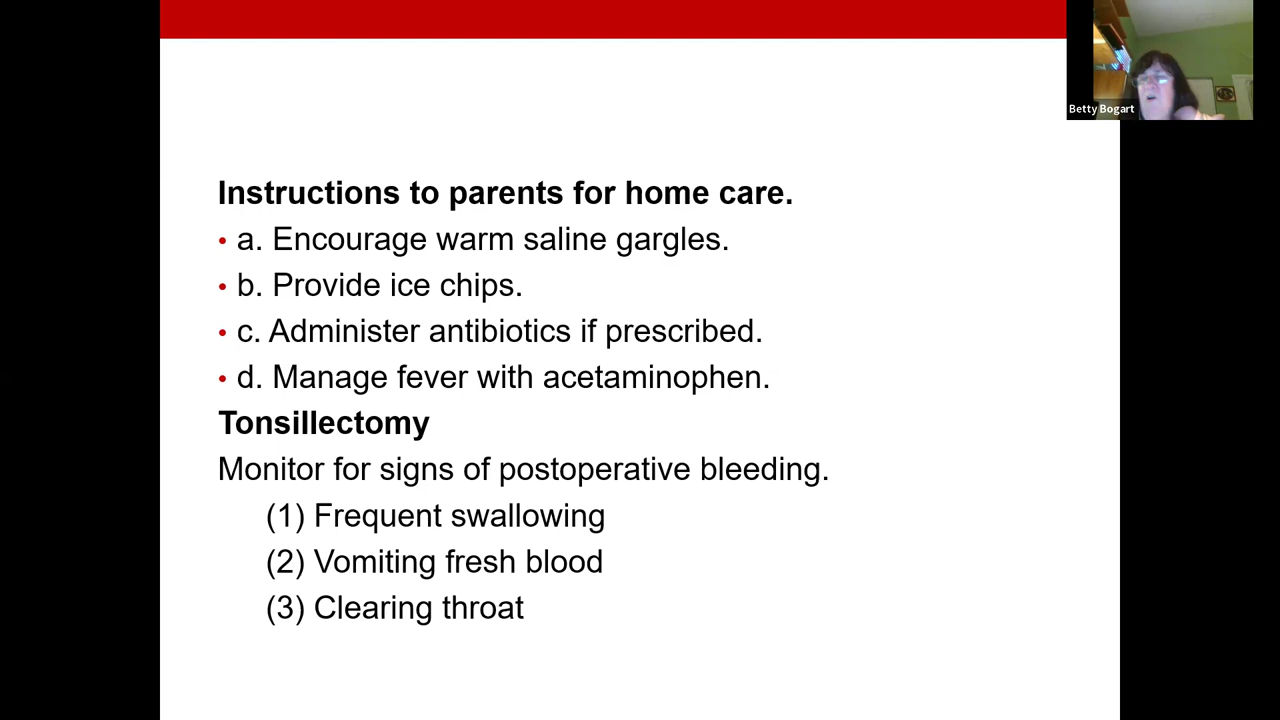 Betty Bogart
Instructions to parents for home care.
• a. Encourage warm saline gargles.
• b. Provide ice chips.
• c. Administer antibiotics if prescribed.
• d. Manage fever with acetaminophen.
Tonsillectomy
Monitor for signs of postoperative bleeding.
(1) Frequent swallowing
(2) Vomiting fresh blood
(3) Clearing throat